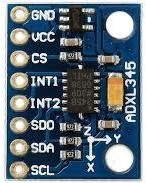 GND
VCC
CS
INT1
INT2
SDO
SDA
SCL
ADXL345
Z
Y
X